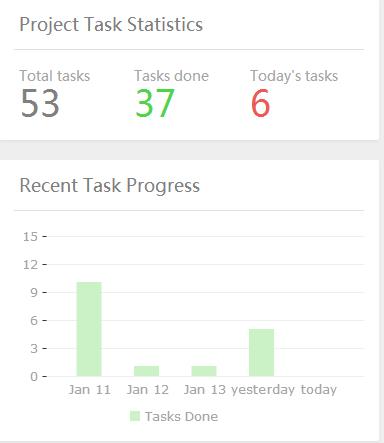 Project Task Statistics
Total tasks Tasks done Today's tasks
53 37 6
Recent Task Progress
15
12
9
6
3
0
Jan 11 Jan 12 Jan 13 yesterday today
Tasks Done